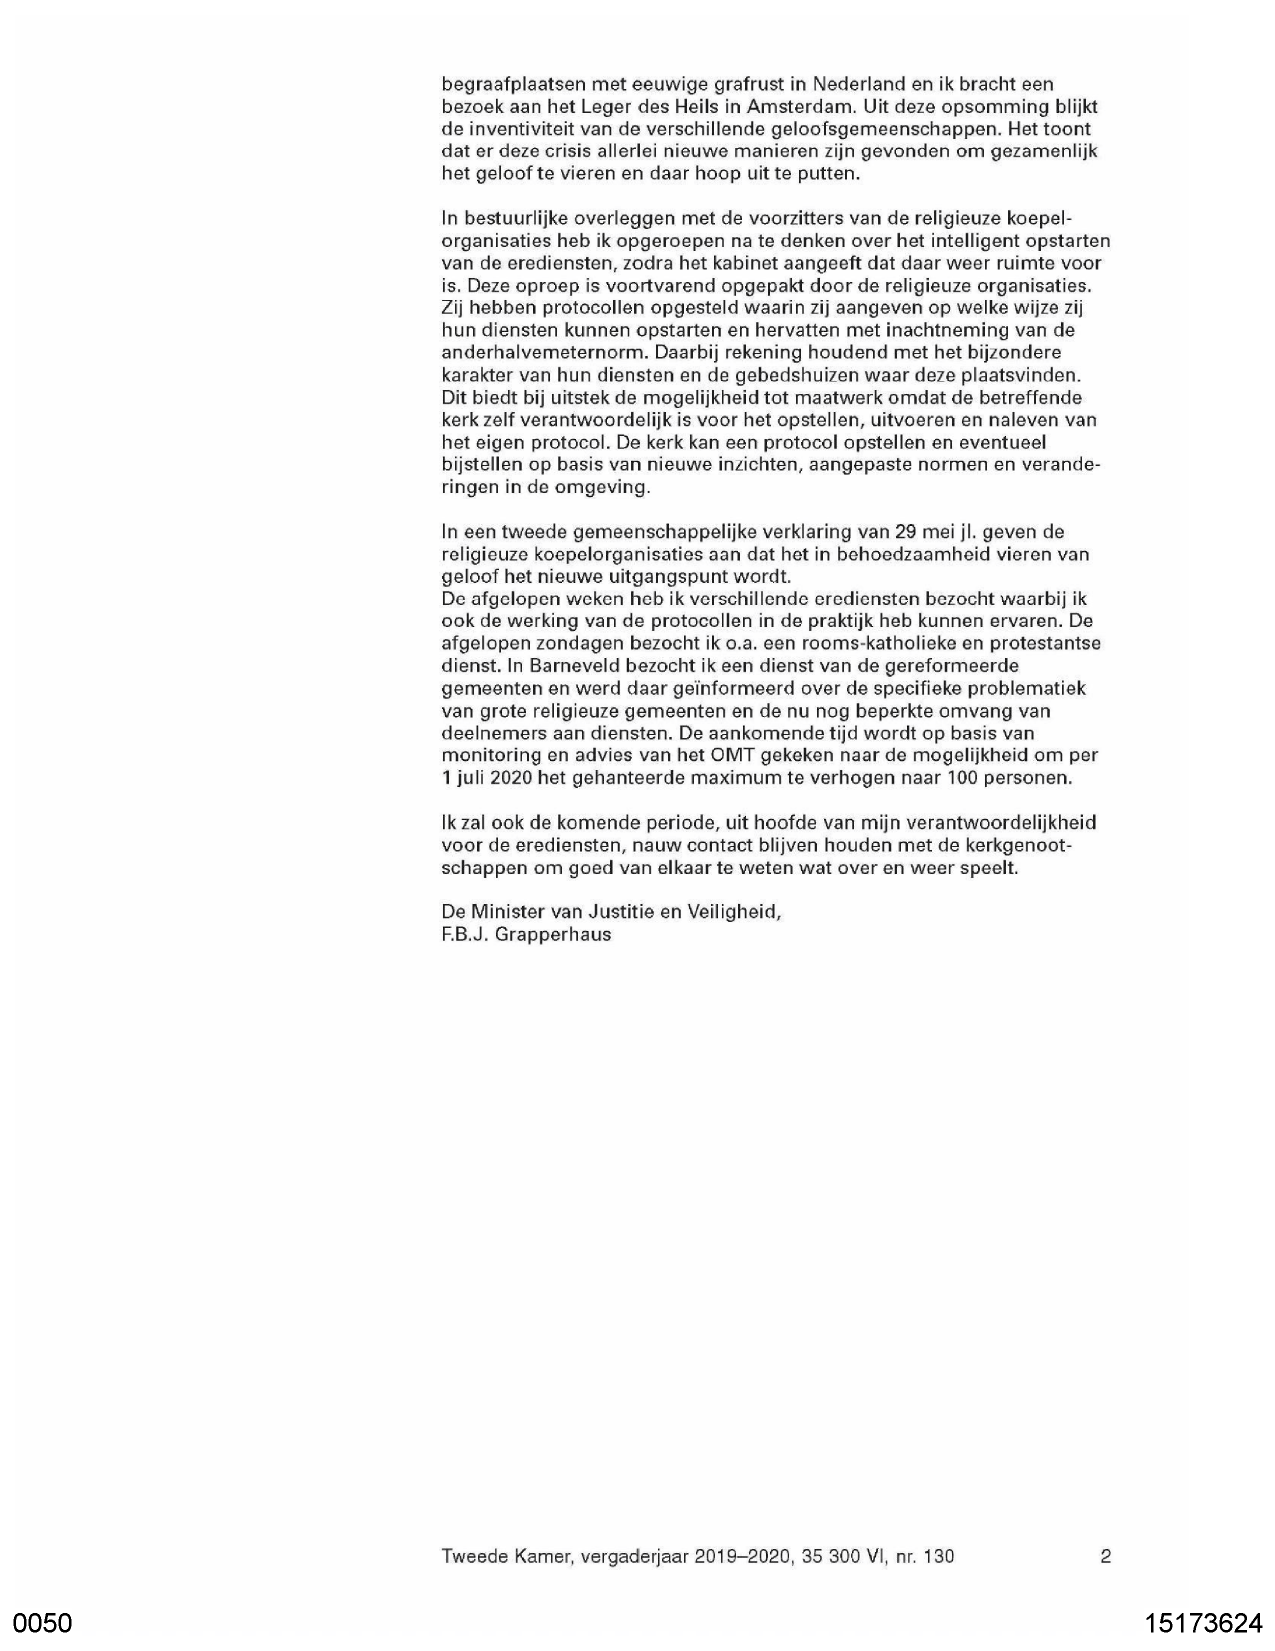 begraafplaatsen met eeuwige grafrust in Nederland en ik bracht een
bezoek aan het Leger des Heils in Amsterdam. Uit deze opsomming blijkt
de inventiviteit van de verschillende geloofsgemeenschappen. Het toont
dat er deze crisis allerlei nieuwe manieren zijn gevonden om gezamenlijk
het geloof te vieren en daar hoop uit te putten.
In bestuurlijke overleggen met de voorzitters van de religieuze koepel-
organisaties heb ik opgeroepen na te denken over het intelligent opstarten
van de erediensten, zodra het kabinet aangeeft dat daar weer ruimte voor
is. Deze oproep is voortvarend opgepakt door de religieuze organisaties.
Zij hebben protocollen opgesteld waarin zij aangeven op welke wijze zij
hun diensten kunnen opstarten en hervatten met inachtneming van de
anderhalvemeternorm. Daarbij rekening houdend met het bijzondere
karakter van hun diensten en de gebedshuizen waar deze plaatsvinden.
Dit biedt bij uitstek de mogelijkheid tot maatwerk omdat de betreffende
kerk zelf verantwoordelijk is voor het opstellen, uitvoeren en naleven van
het eigen protocol. De kerk kan een protocol opstellen en eventueel
bijstellen op basis van nieuwe inzichten, aangepaste normen en verande-
ringen in de omgeving.
In een tweede gemeenschappelijke verklaring van 29 mei jl. geven de
religieuze koepelorganisaties aan dat het in behoedzaamheid vieren van
geloof het nieuwe uitgangspunt wordt.
De afgelopen weken heb ik verschillende erediensten bezocht waarbij ik
ook de werking van de protocollen in de praktijk heb kunnen ervaren. De
afgelopen zondagen bezocht ik o.a. een rooms-katholieke en protestantse
dienst. In Barneveld bezocht ik een dienst van de gereformeerde
gemeenten en werd daar geïnformeerd over de specifieke problematiek
van grote religieuze gemeenten en de nu nog beperkte omvang van
deelnemers aan diensten. De aankomende tijd wordt op basis van
monitoring en advies van het OMT gekeken naar de mogelijkheid om per
1 juli 2020 het gehanteerde maximum te verhogen naar 100 personen.
Ik zal ook de komende periode, uit hoofde van mijn verantwoordelijkheid
voor de erediensten, nauw contact blijven houden met de kerkgenoot-
schappen om goed van elkaar te weten wat over en weer speelt.
De Minister van Justitie en Veiligheid,
F.B.J. Grapperhaus
Tweede Kamer, vergaderjaar 2019–2020, 35 300 VI, nr. 130 2
0050 15173624